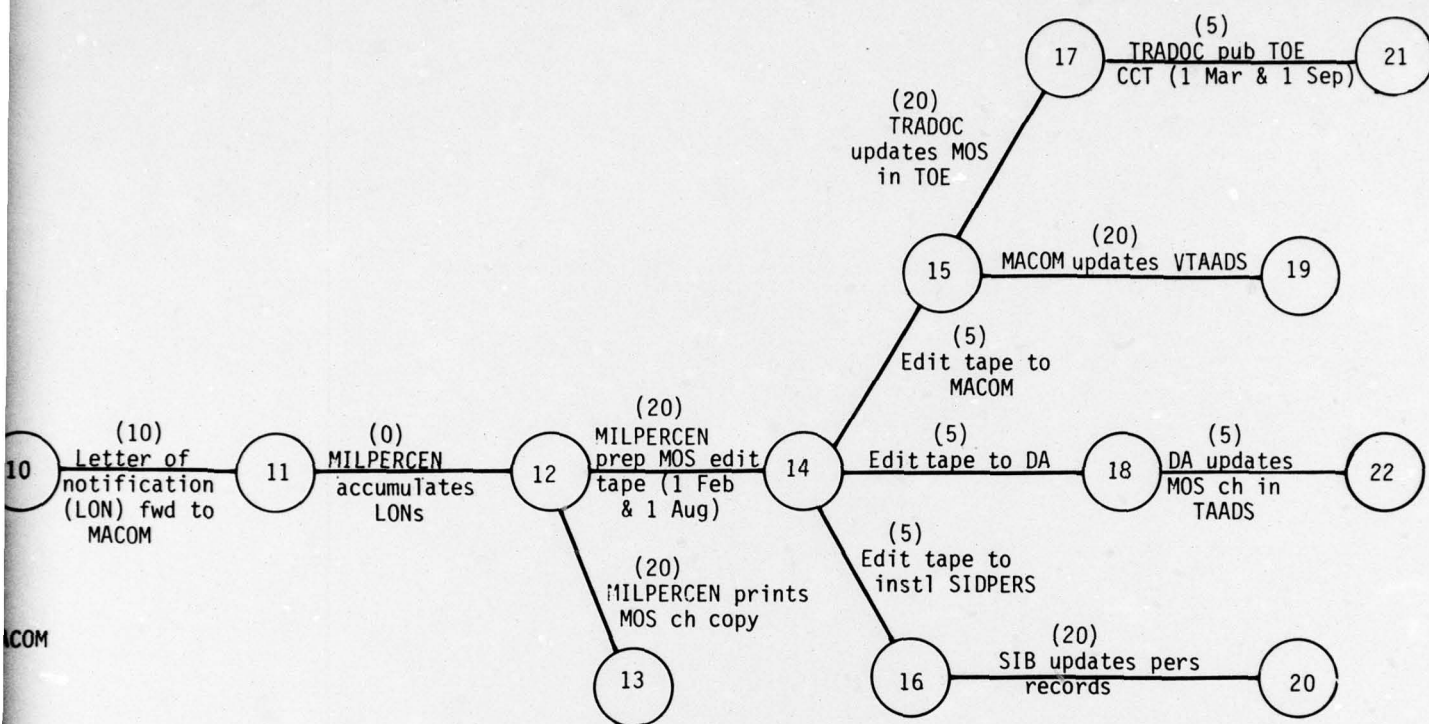 (5)
17 TRADOC pub TOE 21
CCT (1 Mar & 1 Sep)
(20)
TRADOC
updates MOS
in TOE
(20)
15 MACOM updates VTAADS 19
(5)
Edit tape to
MACOM
(10)
10 Letter of 11
notification
(LON) fwd to
MACOM
(0)
MILPERCEN 12
accumulates
LONs
(20)
MILPERCEN
prep MOS edit 14
tape (1 Feb
& 1 Aug)
(5)
Edit tape to DA 18
(5)
DA updates 22
MOS ch in
TAADS
(20)
MILPERCEN prints
MOS ch copy
13
(5)
Edit tape to
instl SIDPERS
(20)
16 SIB updates pers 20
records
ACOM